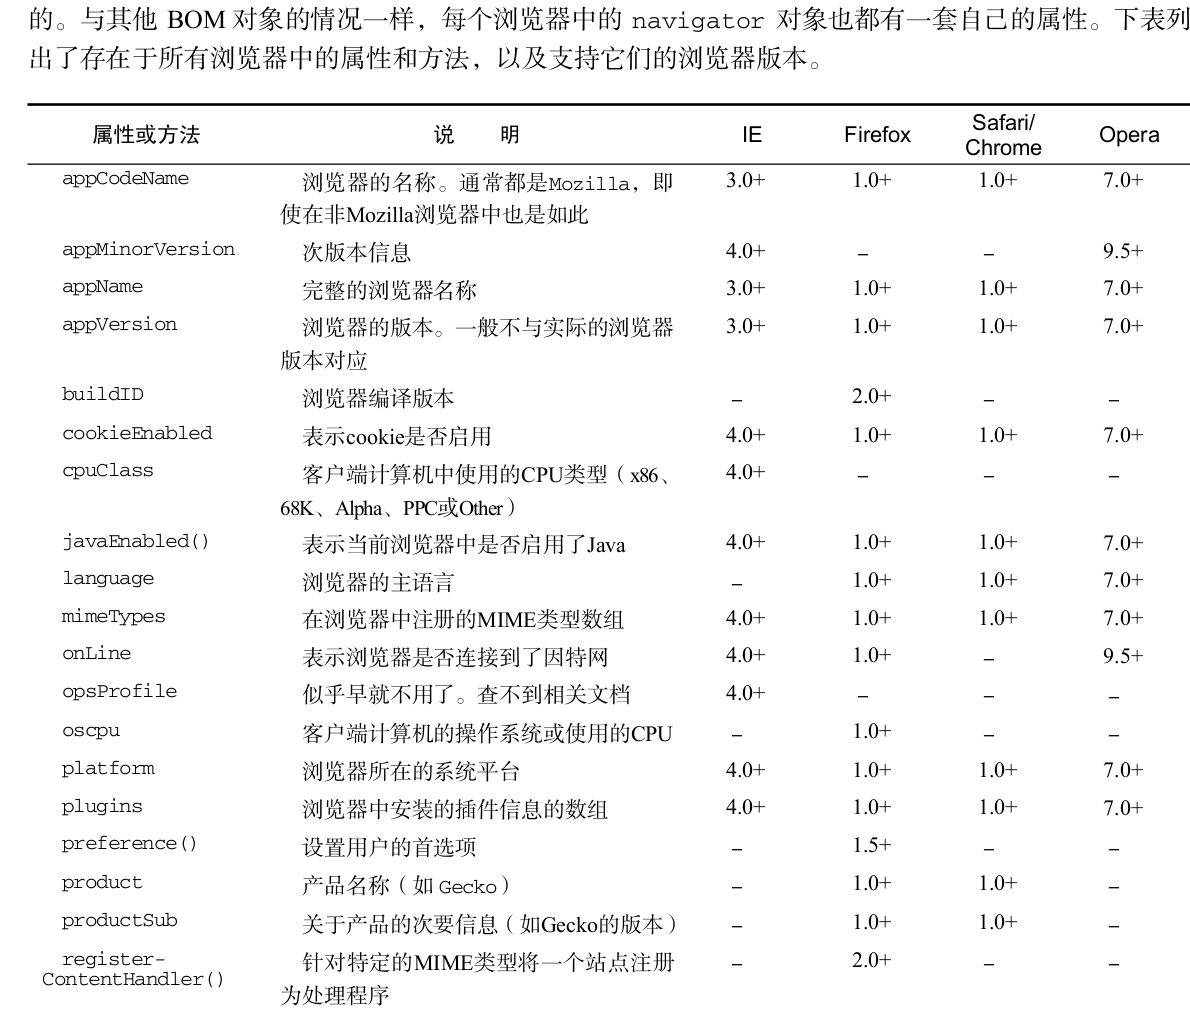 的。与其他 BOM 对象的情况一样，每个浏览器中的 navigator 对象也都有一套自己的属性。下表列
出了存在于所有浏览器中的属性和方法，以及支持它们的浏览器版本。
属性或方法 说 明 IE Firefox Safari/ Opera
Chrome
appCodeName 浏览器的名称。通常都是Mozilla，即 3.0+ 1.0+ 1.0+ 7.0+
使在非Mozilla浏览器中也是如此
appMinorVersion 次版本信息 4.0+ – – 9.5+
appName 完整的浏览器名称 3.0+ 1.0+ 1.0+ 7.0+
appVersion 浏览器的版本。一般不与实际的浏览器 3.0+ 1.0+ 1.0+ 7.0+
版本对应
buildID 浏览器编译版本 – 2.0+ – –
cookieEnabled 表示cookie是否启用 4.0+ 1.0+ 1.0+ 7.0+
cpuClass 客户端计算机中使用的CPU类型（x86、 4.0+ – – –
68K、Alpha、PPC或Other）
javaEnabled() 表示当前浏览器中是否启用了Java 4.0+ 1.0+ 1.0+ 7.0+
language 浏览器的主语言 – 1.0+ 1.0+ 7.0+
mimeTypes 在浏览器中注册的MIME类型数组 4.0+ 1.0+ 1.0+ 7.0+
onLine 表示浏览器是否连接到了因特网 4.0+ 1.0+ – 9.5+
opsProfile 似乎早就不用了。查不到相关文档 4.0+ – – –
oscpu 客户端计算机的操作系统或使用的CPU – 1.0+ – –
platform 浏览器所在的系统平台 4.0+ 1.0+ 1.0+ 7.0+
plugins 浏览器中安装的插件信息的数组 4.0+ 1.0+ 1.0+ 7.0+
preference() 设置用户的首选项 – 1.5+ – –
product 产品名称（如 Gecko） – 1.0+ 1.0+ –
productSub 关于产品的次要信息（如Gecko的版本） – 1.0+ 1.0+ –
register- 针对特定的MIME类型将一个站点注册 – 2.0+ – –
ContentHandler() 为处理程序